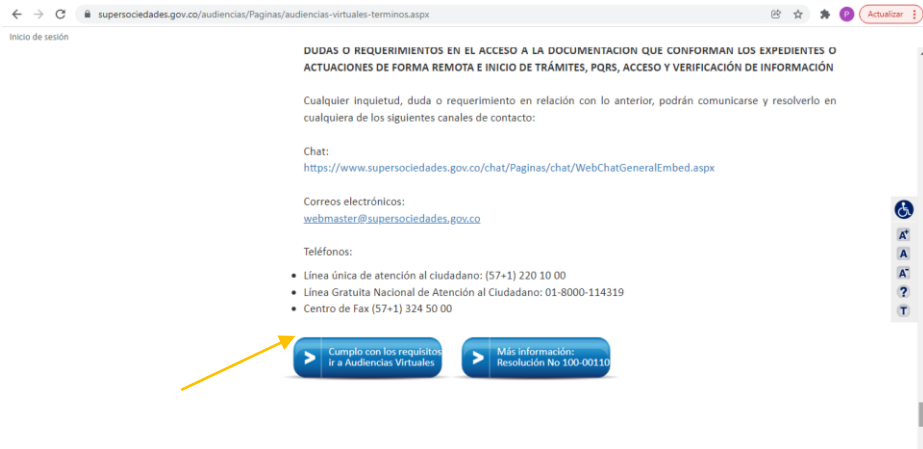 supersociedades.gov.co/audiencias/Paginas/audiencias-virtuales-terminos.aspx
P
Actualizar
Inicio de sesión
DUDAS O REQUERIMIENTOS EN EL ACCESO A LA DOCUMENTACION QUE CONFORMAN LOS EXPEDIENTES O
ACTUACIONES DE FORMA REMOTA E INICIO DE TRÁMITES, PQRS, ACCESO Y VERIFICACIÓN DE INFORMACIÓN
Cualquier inquietud, duda o requerimiento en relación con lo anterior, podrán comunicarse y resolverlo en
cualquiera de los siguientes canales de contacto:
Chat:
https://www.supersociedades.gov.co/chat/Paginas/chat/WebChatGeneralEmbed.aspx
Correos electrónicos:
webmaster@supersociedades.gov.co
Teléfonos:
• Línea única de atención al ciudadano: (57+1) 220 10 00
• Línea Gratuita Nacional de Atención al Ciudadano: 01-8000-114319
• Centro de Fax (57+1) 324 50 00
Cumplo con los requisitos
ir a Audiencias Virtuales
Más información:
Resolución No 100-00110
A+
A
A-
?
T